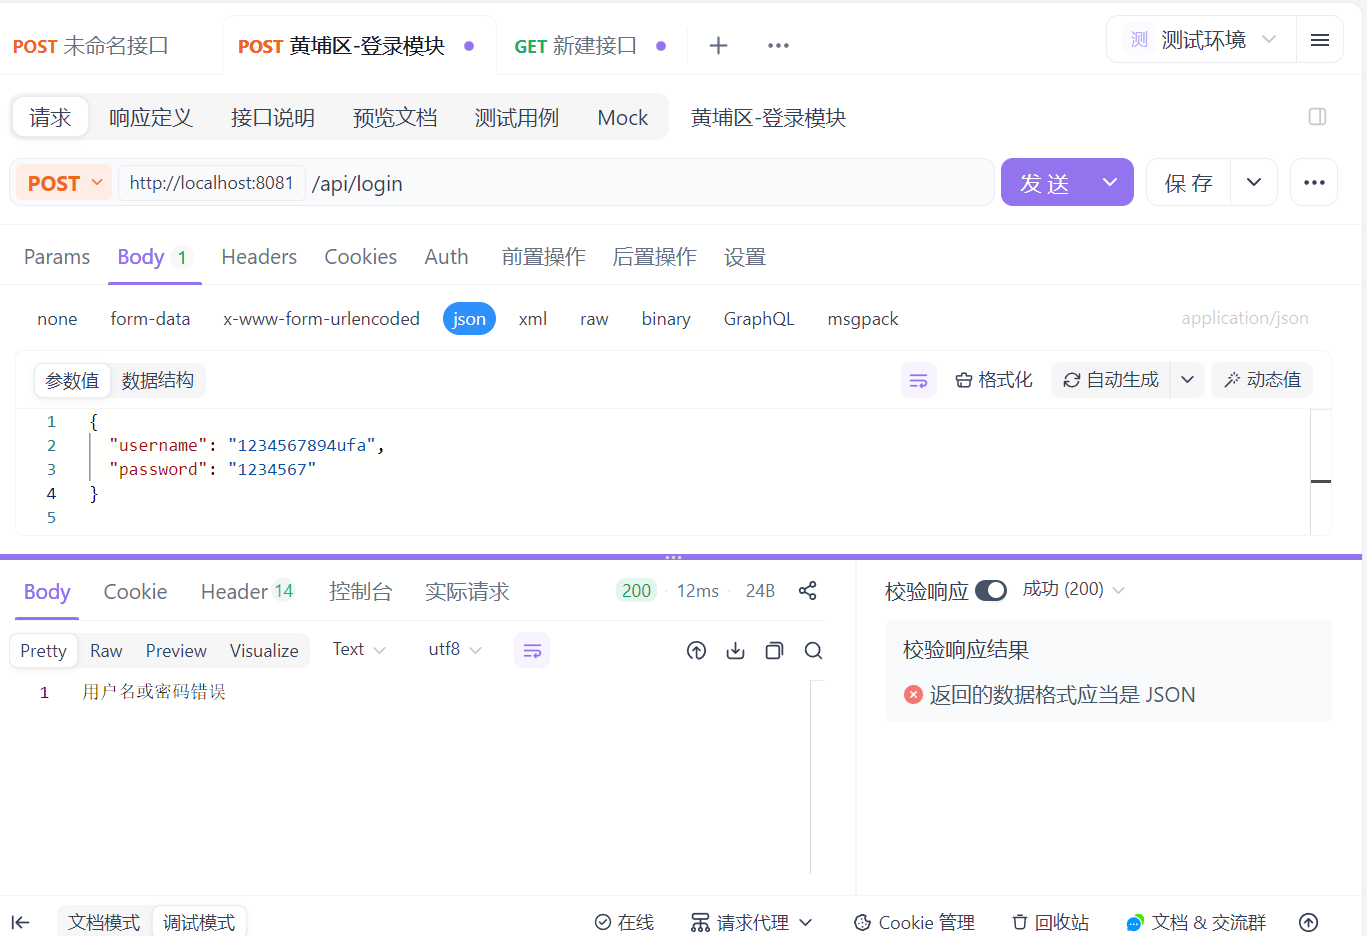 POST 未命名接口 POST 黄埔区-登录模块 GET 新建接口 测 测试环境
请求 响应定义 接口说明 预览文档 测试用例 Mock 黄埔区-登录模块
POST http://localhost:8081 /api/login 发 送 保 存
Params Body 1 Headers Cookies Auth 前置操作 后置操作 设置
none form-data x-www-form-urlencoded json xml raw binary GraphQL msgpack application/json
参数值 数据结构 格式化 自动生成 动态值
1 {
2 "username": "1234567894ufa",
3 "password": "1234567"
4 }
5
Body Cookie Header 14 控制台 实际请求 200 · 12ms · 24B
Pretty Raw Preview Visualize Text utf8
1 用户名或密码错误
校验响应 成功 (200)
校验响应结果
返回的数据格式应当是 JSON
文档模式 调试模式 在线 请求代理 Cookie 管理 回收站 文档 & 交流群